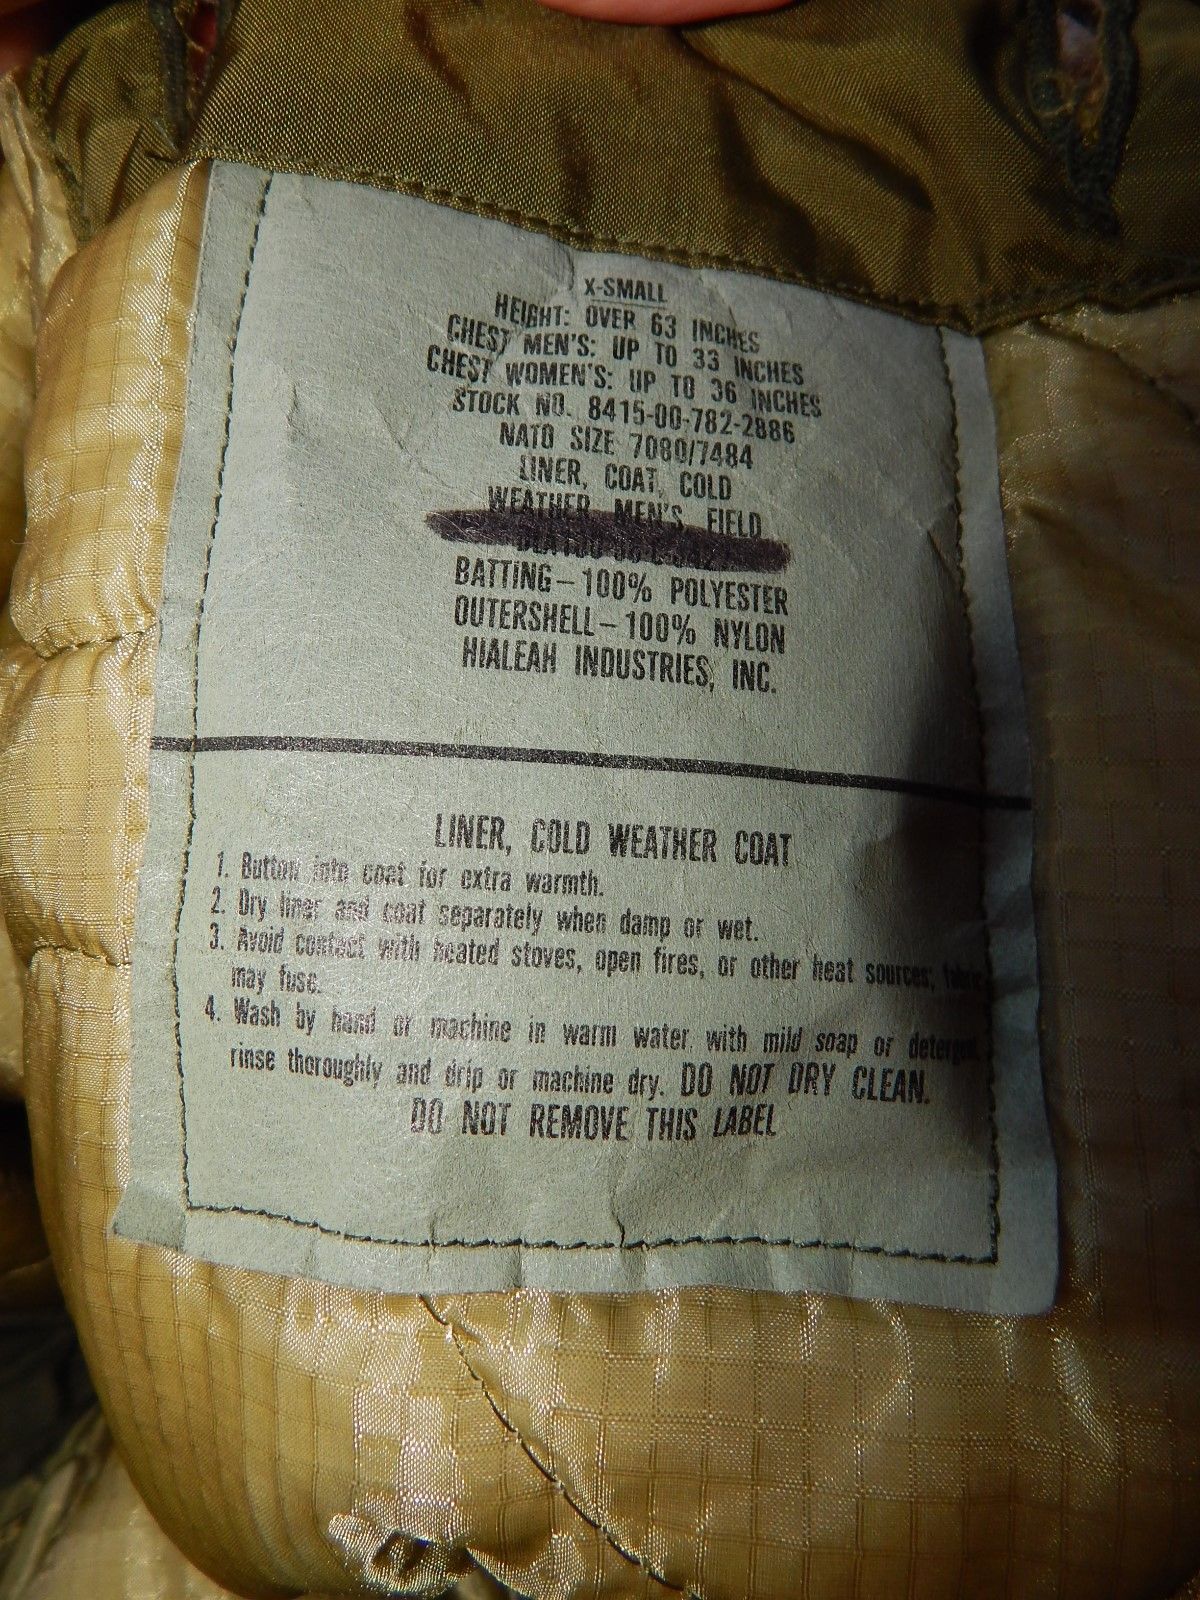 X-SMALL
HEIGHT: OVER 63 INCHES
CHEST MEN'S: UP TO 33 INCHES
CHEST WOMEN'S: UP TO 36 INCHES
STOCK NO. 8415-00-782-2886
NATO SIZE 7080/7484
LINER, COAT, COLD
WEATHER, MEN'S, FIELD
BATTING—100% POLYESTER
OUTERSHELL—100% NYLON
HIALEAH INDUSTRIES, INC.
LINER, COLD WEATHER COAT
1. Button into coat for extra warmth.
2. Dry liner and coat separately when damp or wet.
3. Avoid contact with heated stoves, open fires, or other heat sources; fabric
may fuse.
4. Wash by hand or machine in warm water with mild soap or
rinse thoroughly and drip or machine dry. DO NOT DRY CLEAN.
DO NOT REMOVE THIS LABEL